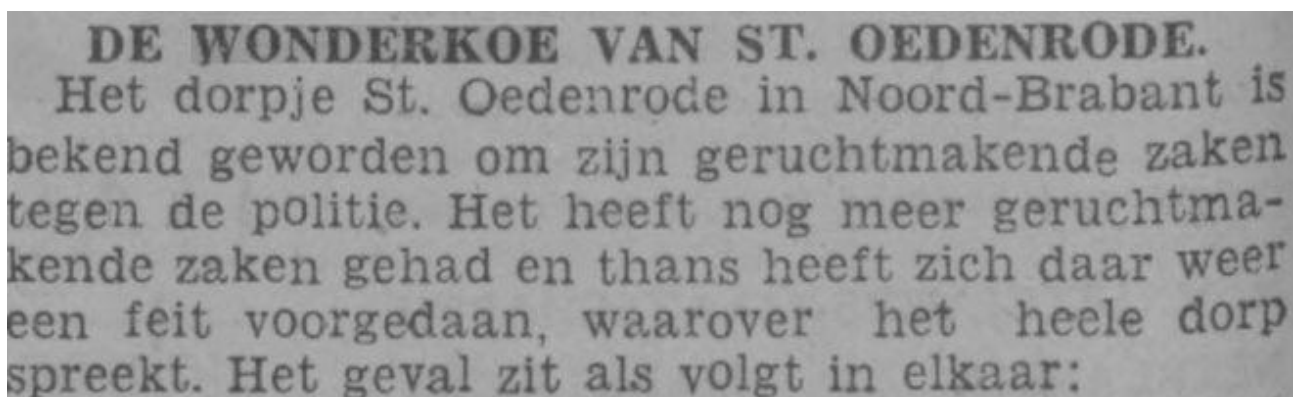 DE WONDERKOE VAN ST. OEDENRODE.
Het dorpje St. Oedenrode in Noord-Brabant is
bekend geworden om zijn geruchtmakende zaken
tegen de politie. Het heeft nog meer geruchtma-
kende zaken gehad en thans heeft zich daar weer
een feit voorgedaan, waarover het heele dorp
spreekt. Het geval zit als volgt in elkaar: